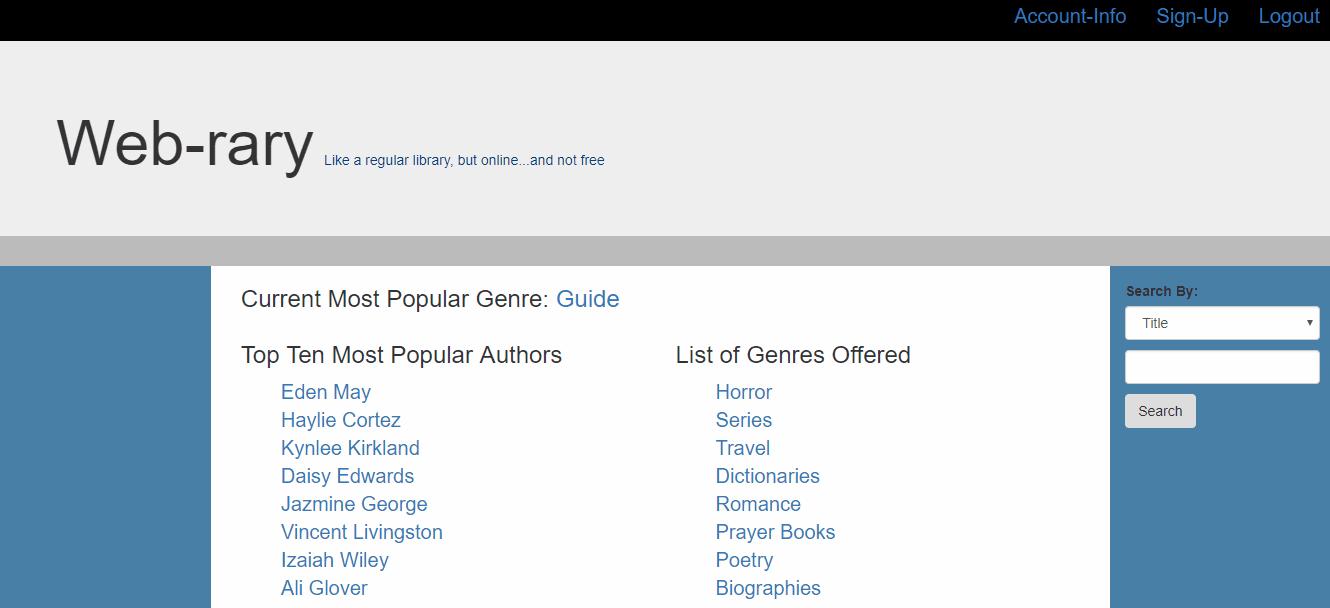 Account-Info Sign-Up Logout
Web-rary Like a regular library, but online...and not free
Current Most Popular Genre: Guide
Top Ten Most Popular Authors
Eden May
Haylie Cortez
Kynlee Kirkland
Daisy Edwards
Jazmine George
Vincent Livingston
Izaiah Wiley
Ali Glover
List of Genres Offered
Horror
Series
Travel
Dictionaries
Romance
Prayer Books
Poetry
Biographies
Search By:
Title
Search